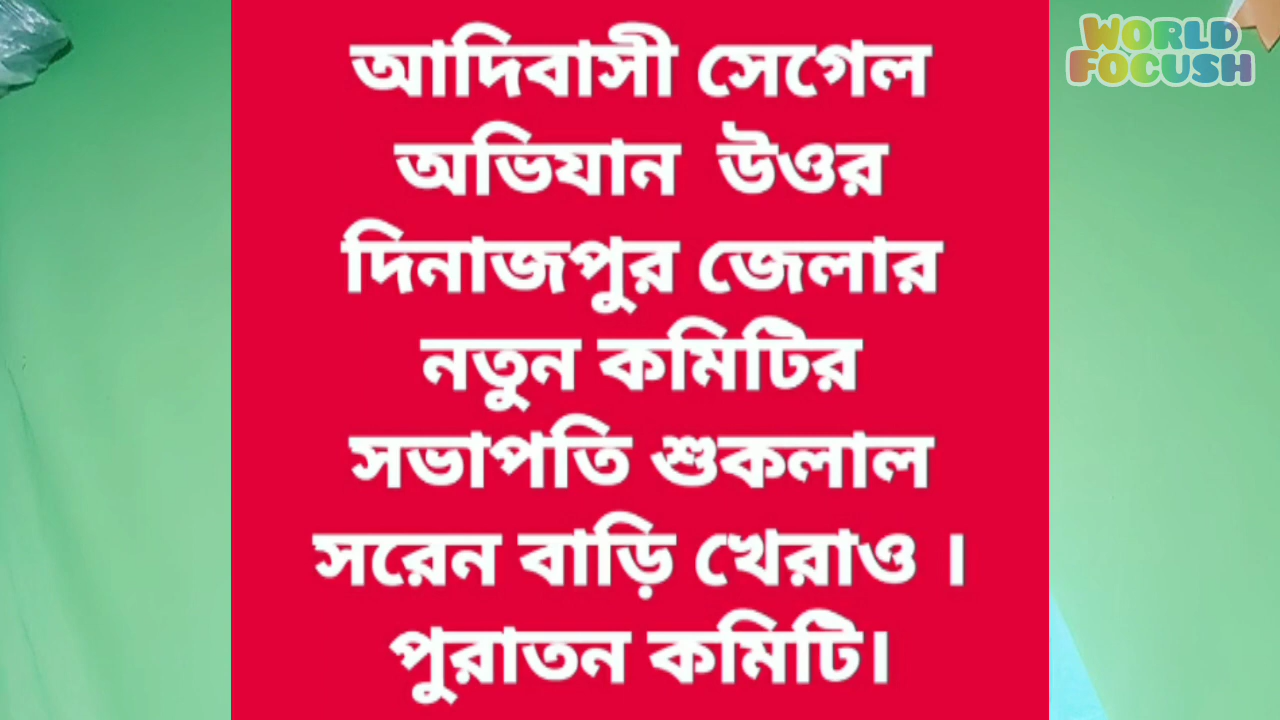 WORLD
FOCUSH
আদিবাসী সেগেল
অভিযান উওর
দিনাজপুর জেলার
নতুন কমিটির
সভাপতি শুকলাল
সরেন বাড়ি খেরাও ।
পুরাতন কমিটি।